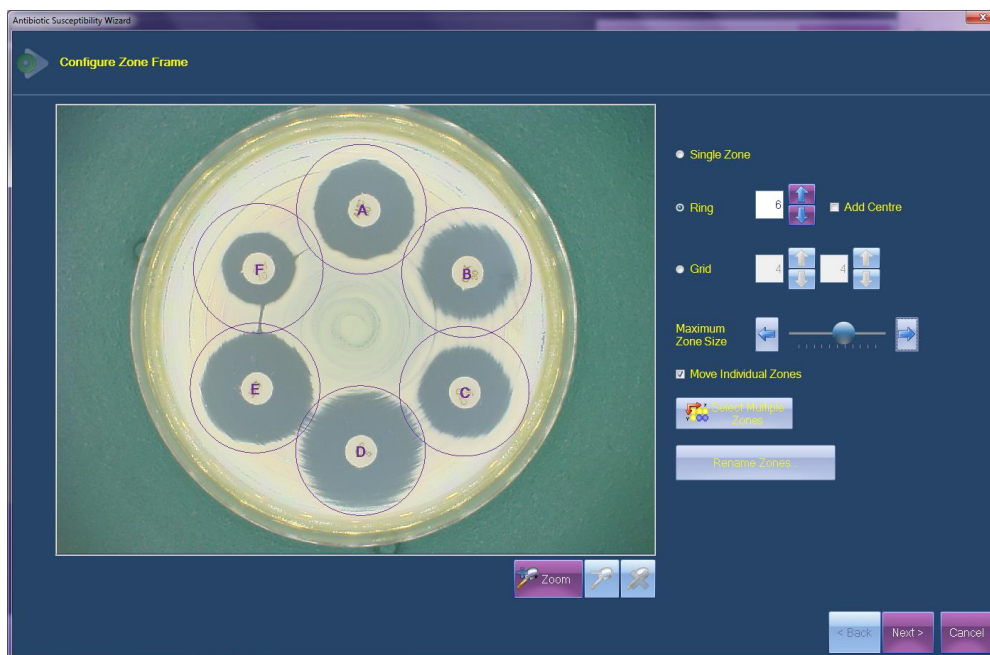 Antibiotic Susceptibility Wizard
Configure Zone Frame
Single Zone
Ring
6
Add Centre
Grid
4
4
Maximum
Zone Size
Move Individual Zones
Select Multiple
Zones
Rename Zones...
A
B
C
D
E
F
Zoom
< Back
Next >
Cancel